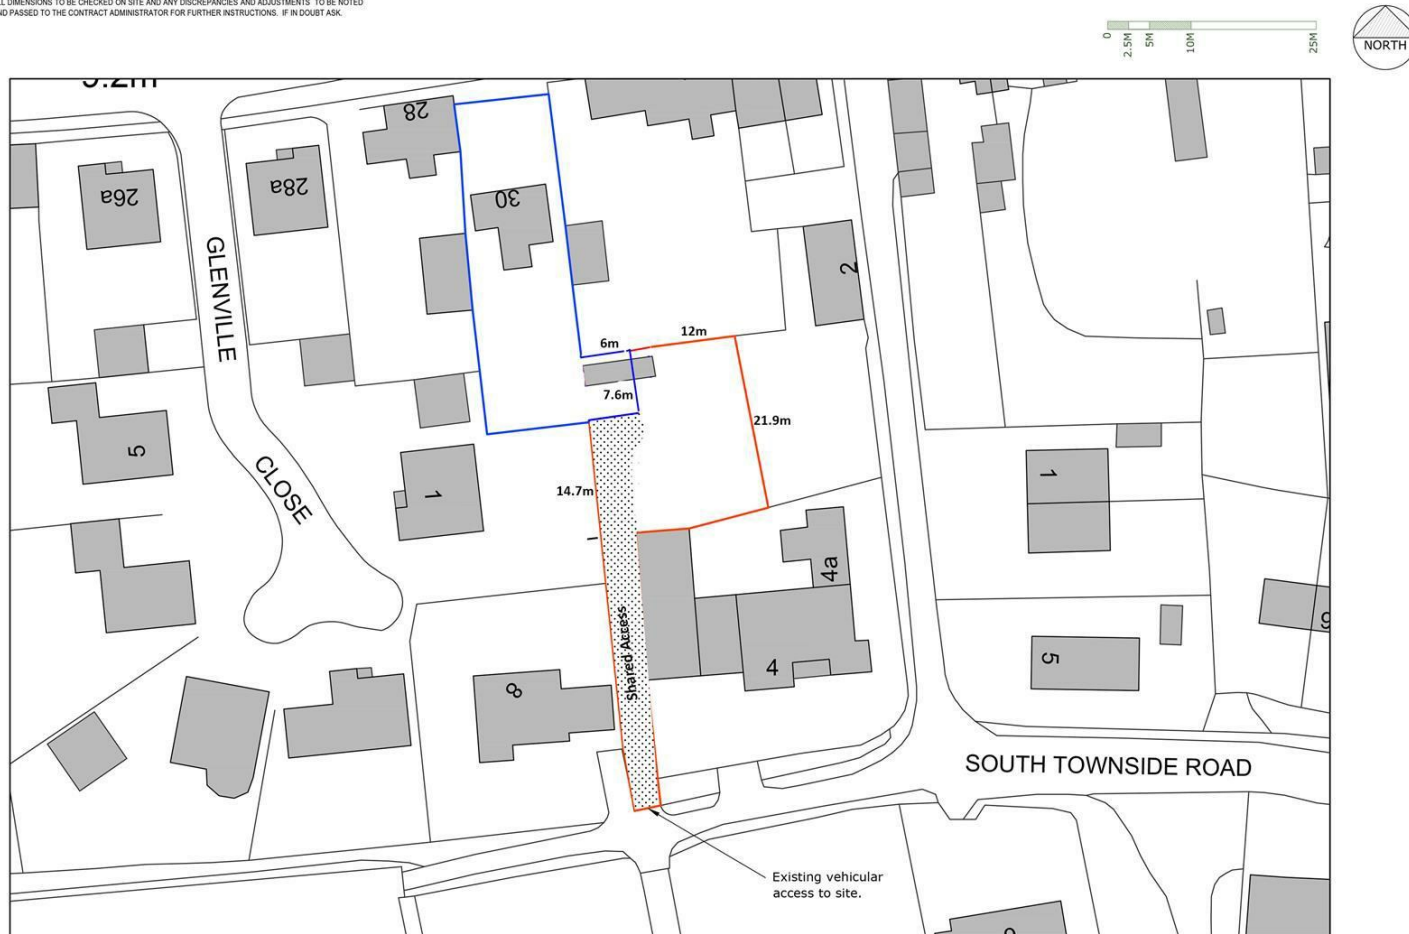 DIMENSIONS TO BE CHECKED ON SITE AND ANY DISCREPANCIES AND ADJUSTMENTS TO BE NOTED
PASSED TO THE CONTRACT ADMINISTRATOR FOR FURTHER INSTRUCTIONS. IF IN DOUBT ASK.
0
2.5M
5M
10M
25M
NORTH
28
26a
28a
30
GLENVILLE
2
12m
6m
7.6m
21.9m
5
CLOSE
1
14.7m
1
4a
Shared Access
4
8
5
SOUTH TOWNSIDE ROAD
Existing vehicular
access to site.